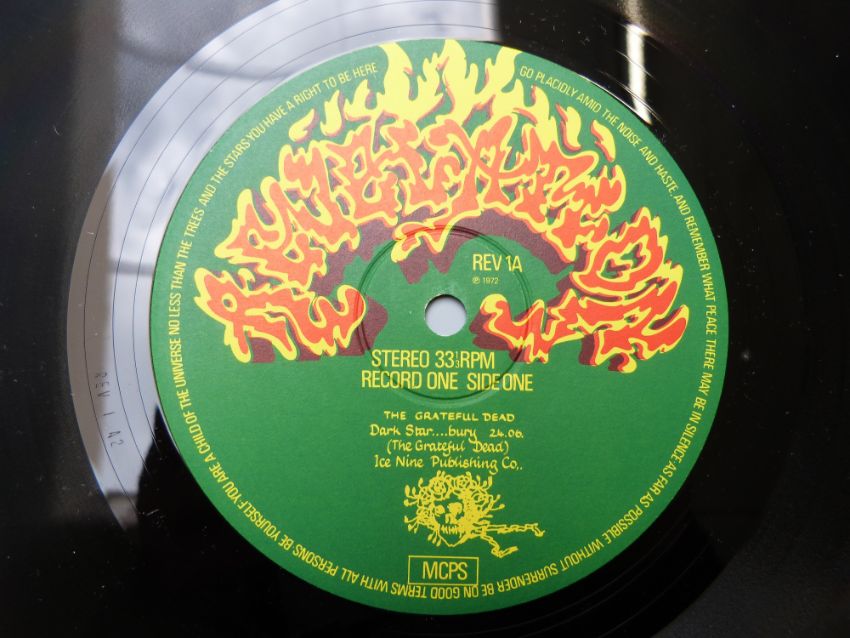 GO PLACIDLY AMID THE NOISE AND HASTE AND REMEMBER WHAT PEACE THERE MAY BE IN SILENCE AS FAR AS POSSIBLE WITHOUT SURRENDER BE ON GOOD TERMS WITH ALL PERSONS BE YOURSELF YOU ARE A CHILD OF THE UNIVERSE NO LESS THAN THE TREES AND THE STARS YOU HAVE A RIGHT TO BE HERE
REV 1A
℗ 1972
STEREO 33⅓RPM
RECORD ONE SIDE ONE
THE GRATEFUL DEAD
Dark Star....bury 24.06.
(The Grateful Dead)
Ice Nine Publishing Co..
MCPS
REV 1 A2